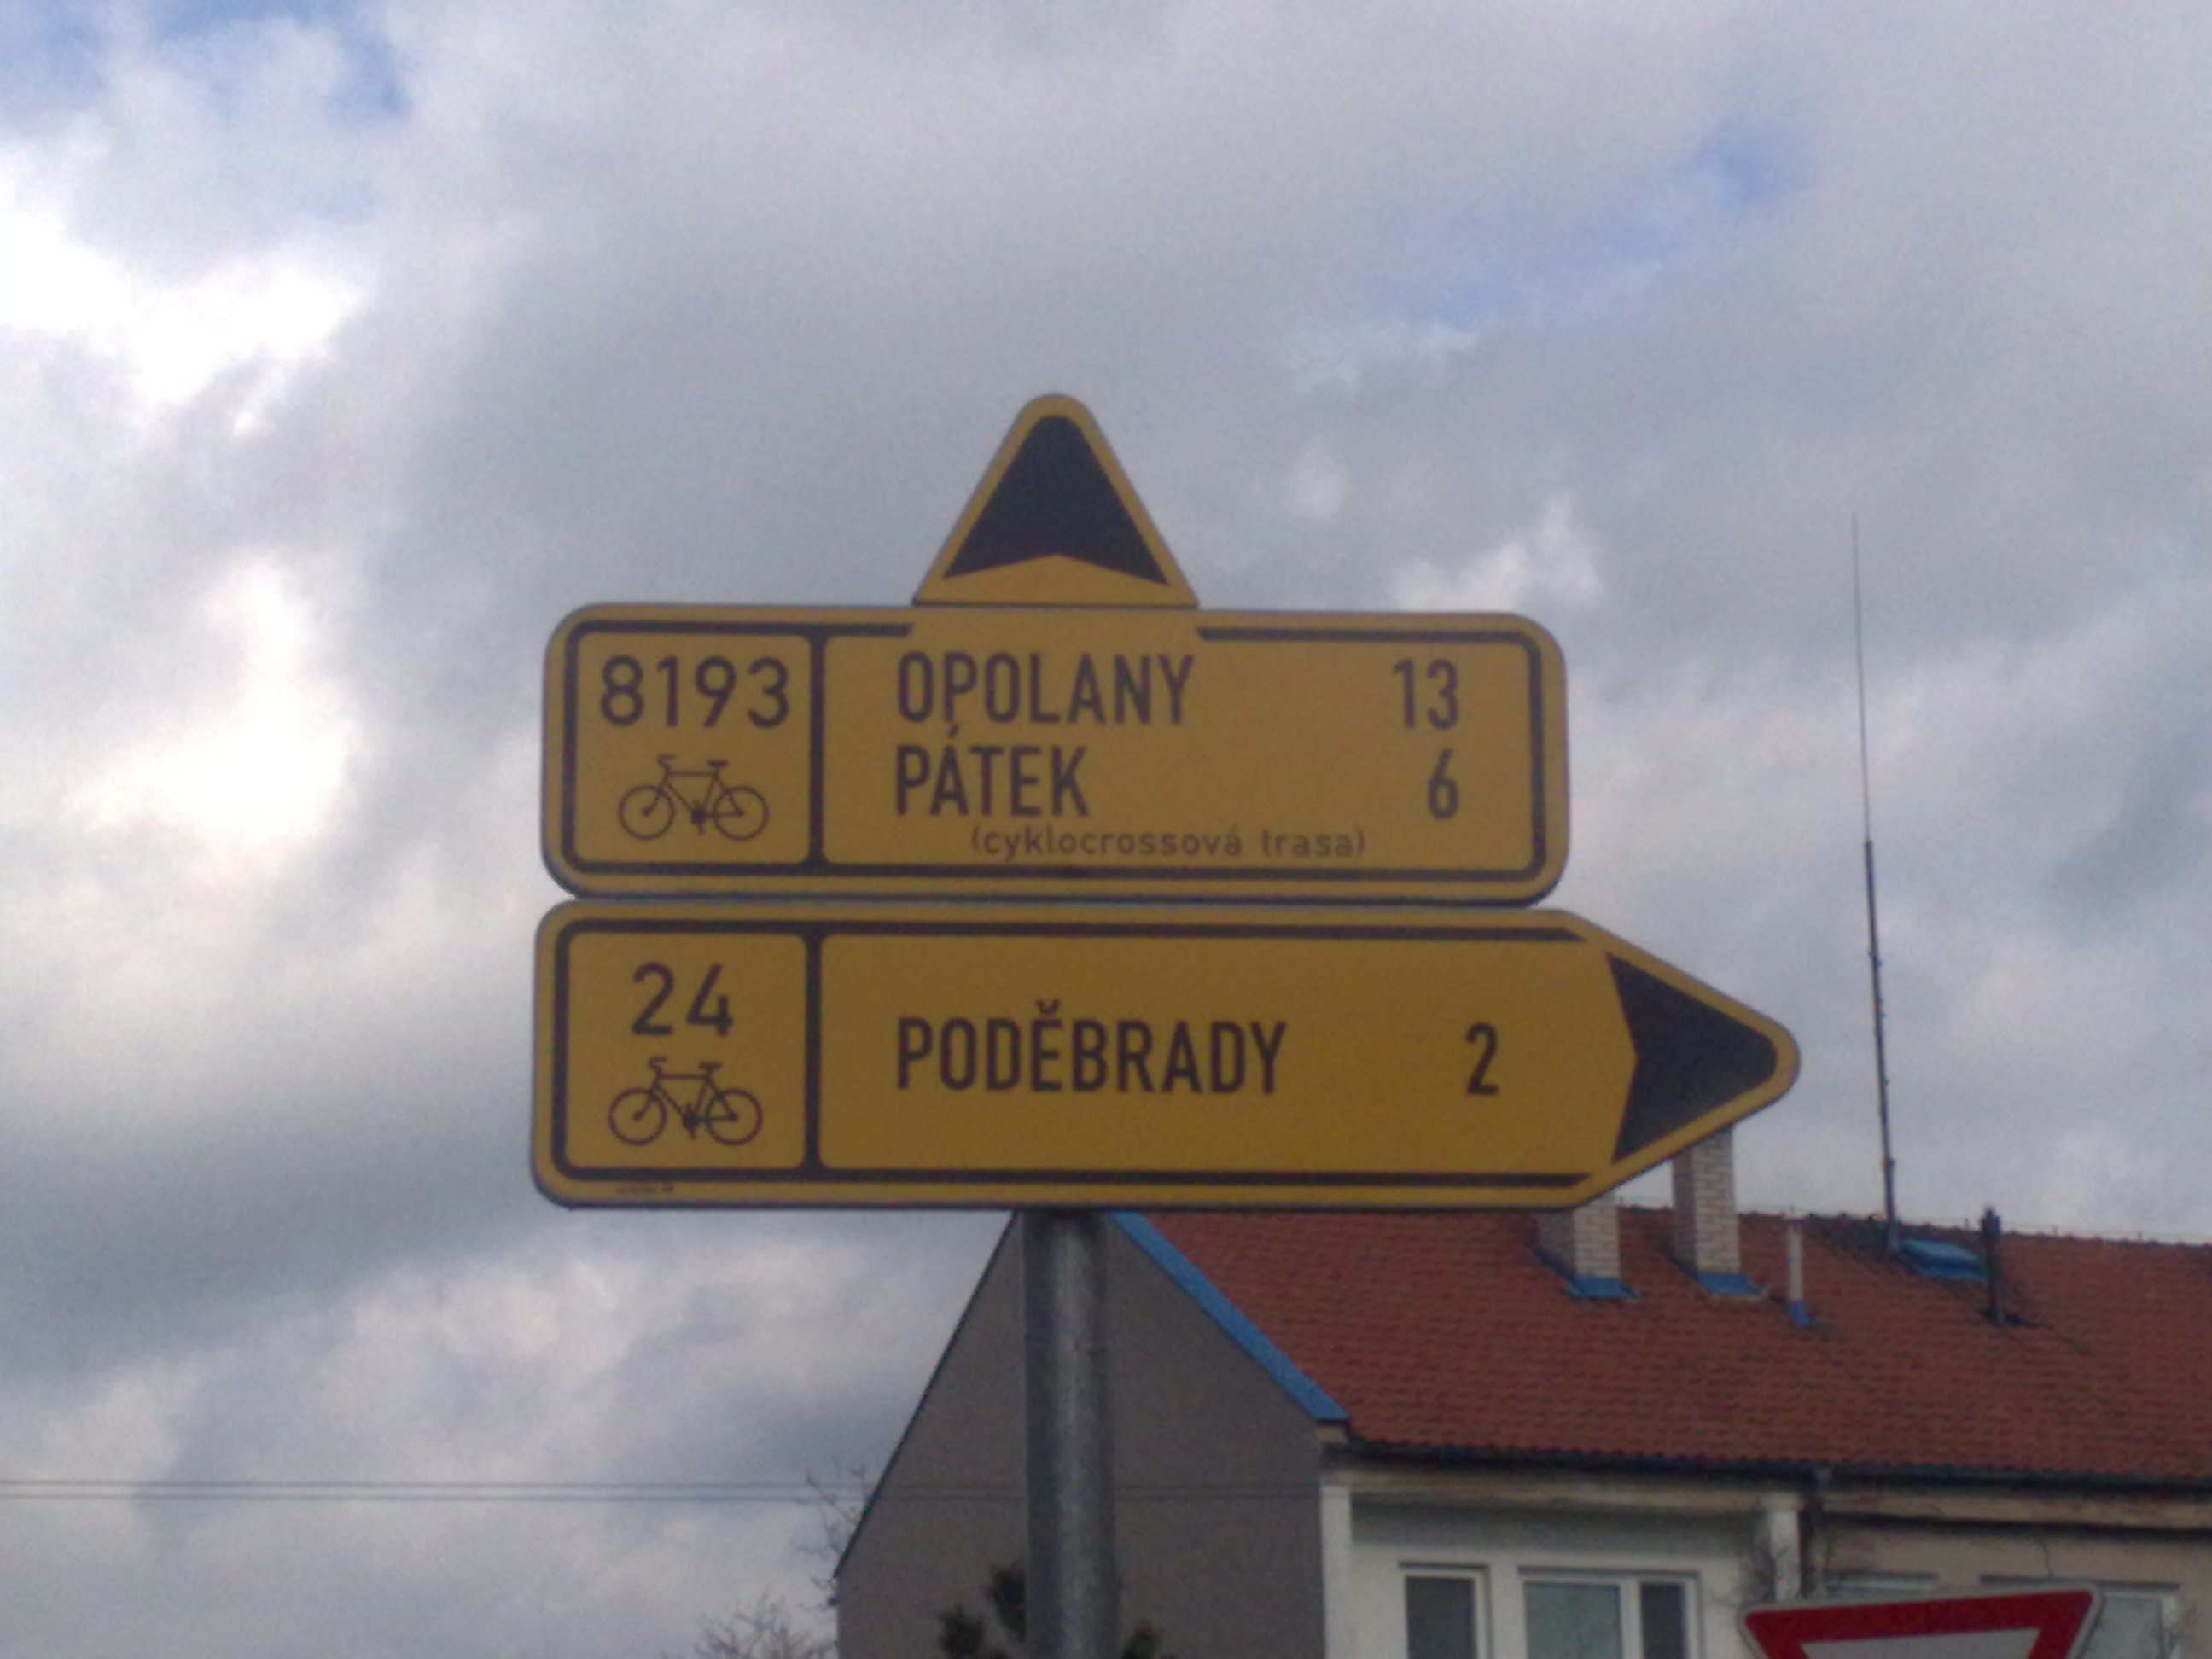 8193 OPOLANY 13
PÁTEK 6
(cyklocrossová trasa)
24 PODĚBRADY 2